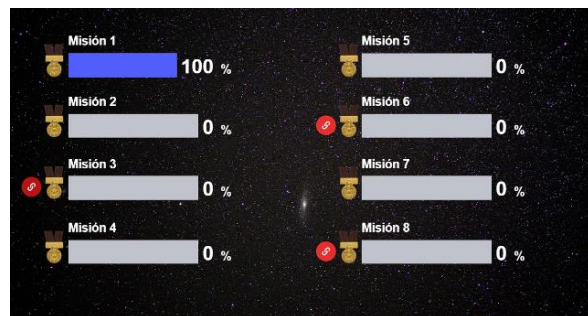 Misión 1
100 %
Misión 2
0 %
Misión 3
0 %
Misión 4
0 %
Misión 5
0 %
Misión 6
0 %
Misión 7
0 %
Misión 8
0 %